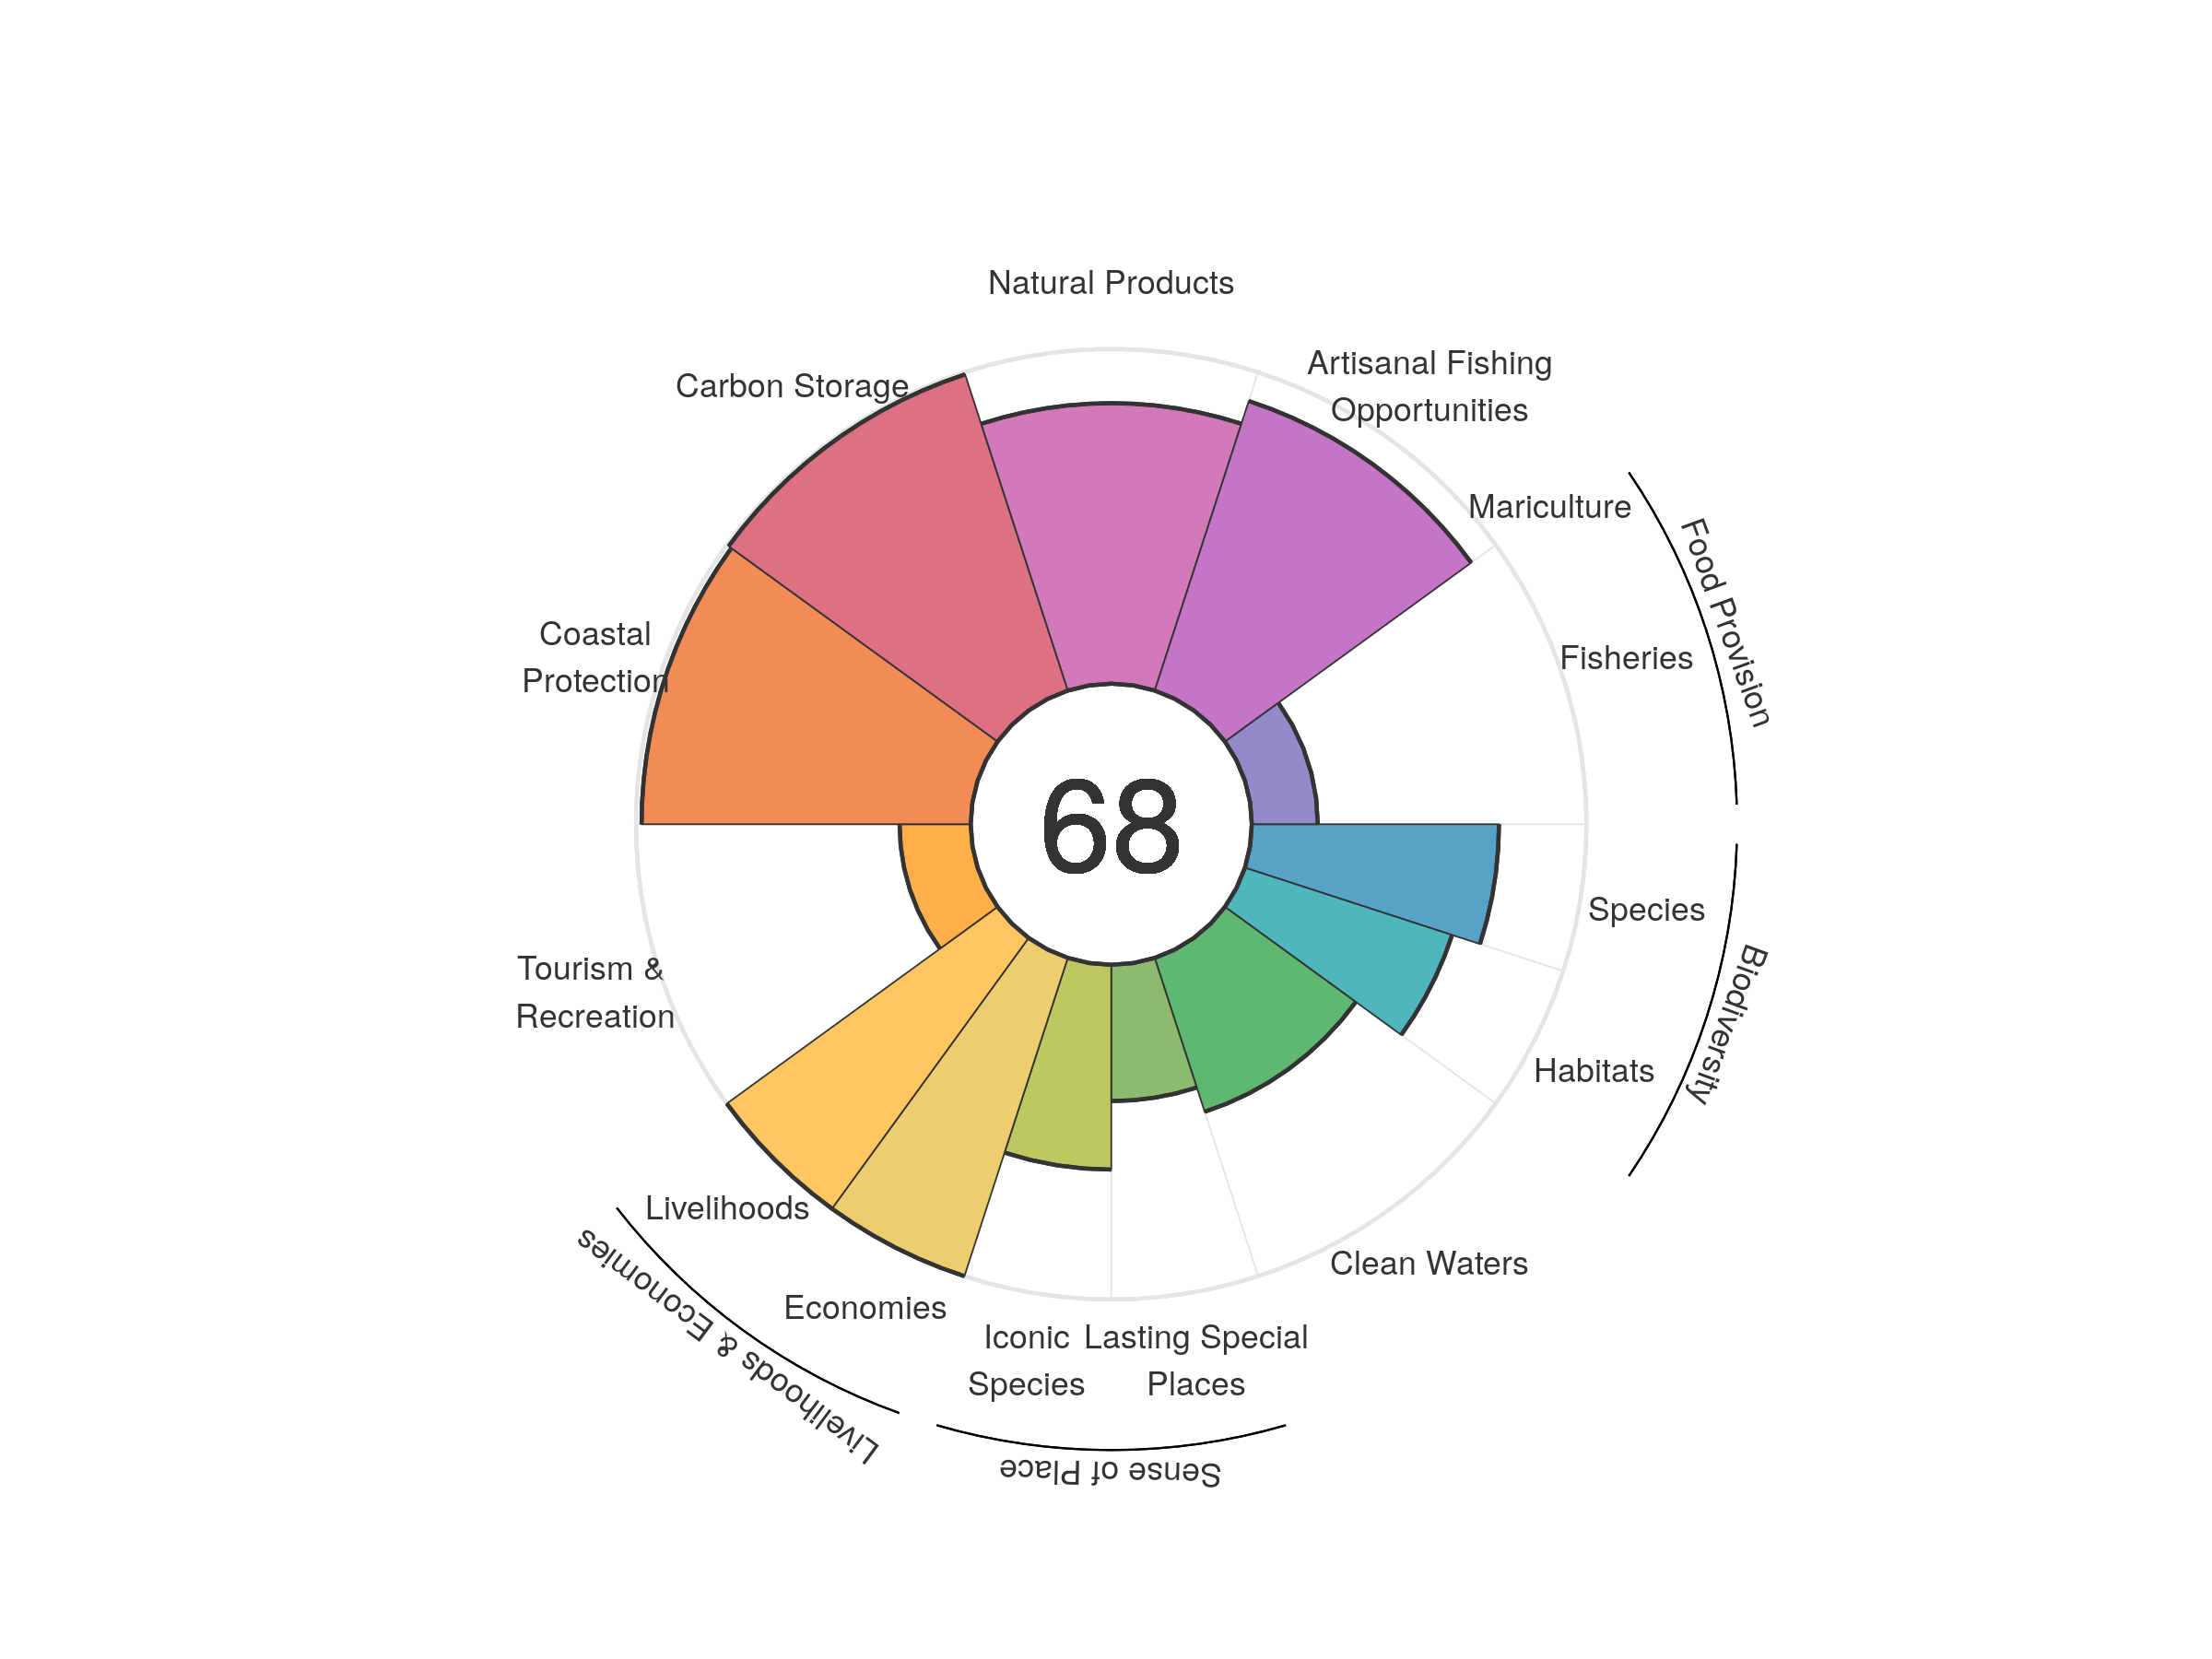 Natural Products
Artisanal Fishing
Opportunities
Carbon Storage
Mariculture
Food Provision
Fisheries
Coastal
Protection
68
Species
Biodiversity
Tourism &
Recreation
Habitats
Livelihoods
Clean Waters
Livelihoods & Economies
Economies
Iconic
Species
Lasting Special
Places
Sense of Place